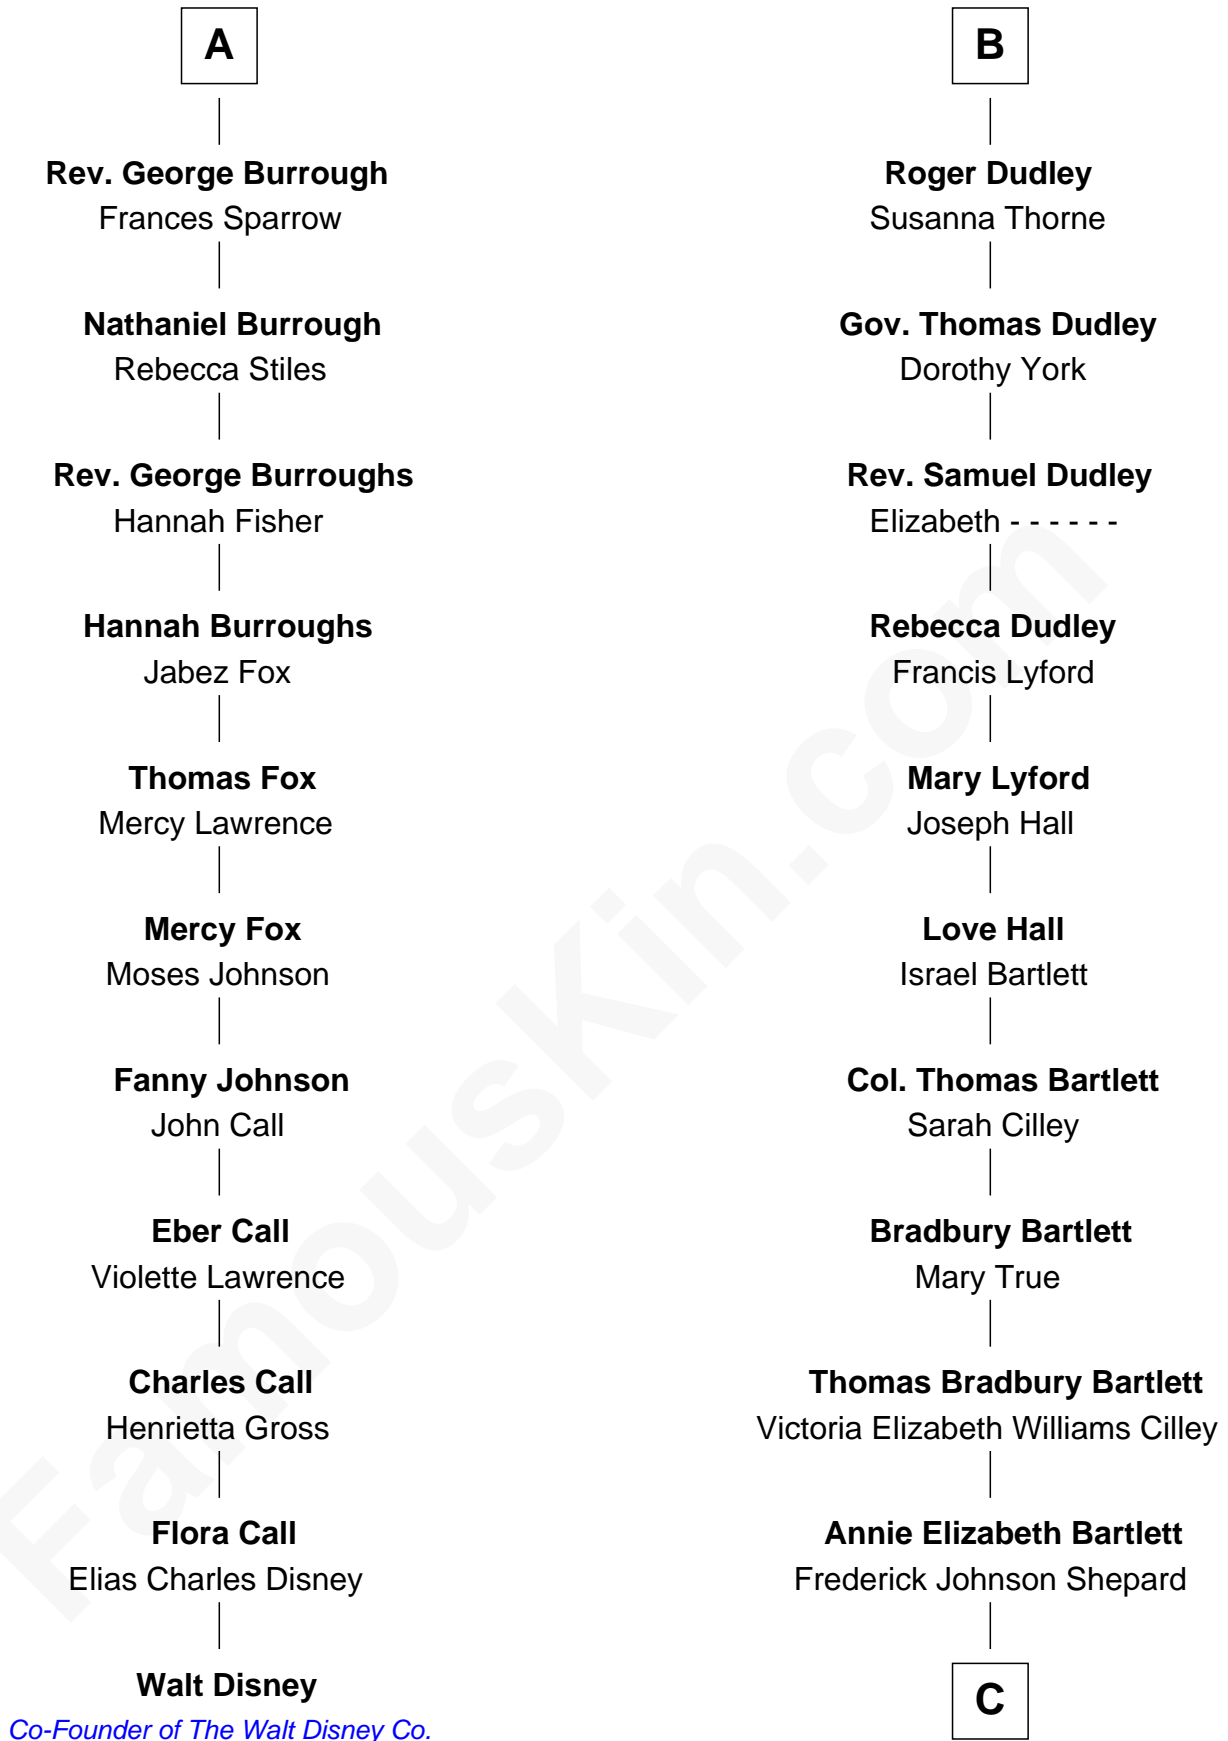 A
Rev. George Burrough
Frances Sparrow
Nathaniel Burrough
Rebecca Stiles
Rev. George Burroughs
Hannah Fisher
Hannah Burroughs
Jabez Fox
Thomas Fox
Mercy Lawrence
Mercy Fox
Moses Johnson
Fanny Johnson
John Call
Eber Call
Violette Lawrence
Charles Call
Henrietta Gross
Flora Call
Elias Charles Disney
Walt Disney
Co-Founder of The Walt Disney Co.
B
Roger Dudley
Susanna Thorne
Gov. Thomas Dudley
Dorothy York
Rev. Samuel Dudley
Elizabeth - - - - - -
Rebecca Dudley
Francis Lyford
Mary Lyford
Joseph Hall
Love Hall
Israel Bartlett
Col. Thomas Bartlett
Sarah Cilley
Bradbury Bartlett
Mary True
Thomas Bradbury Bartlett
Victoria Elizabeth Williams Cilley
Annie Elizabeth Bartlett
Frederick Johnson Shepard
C
FamousKin.com